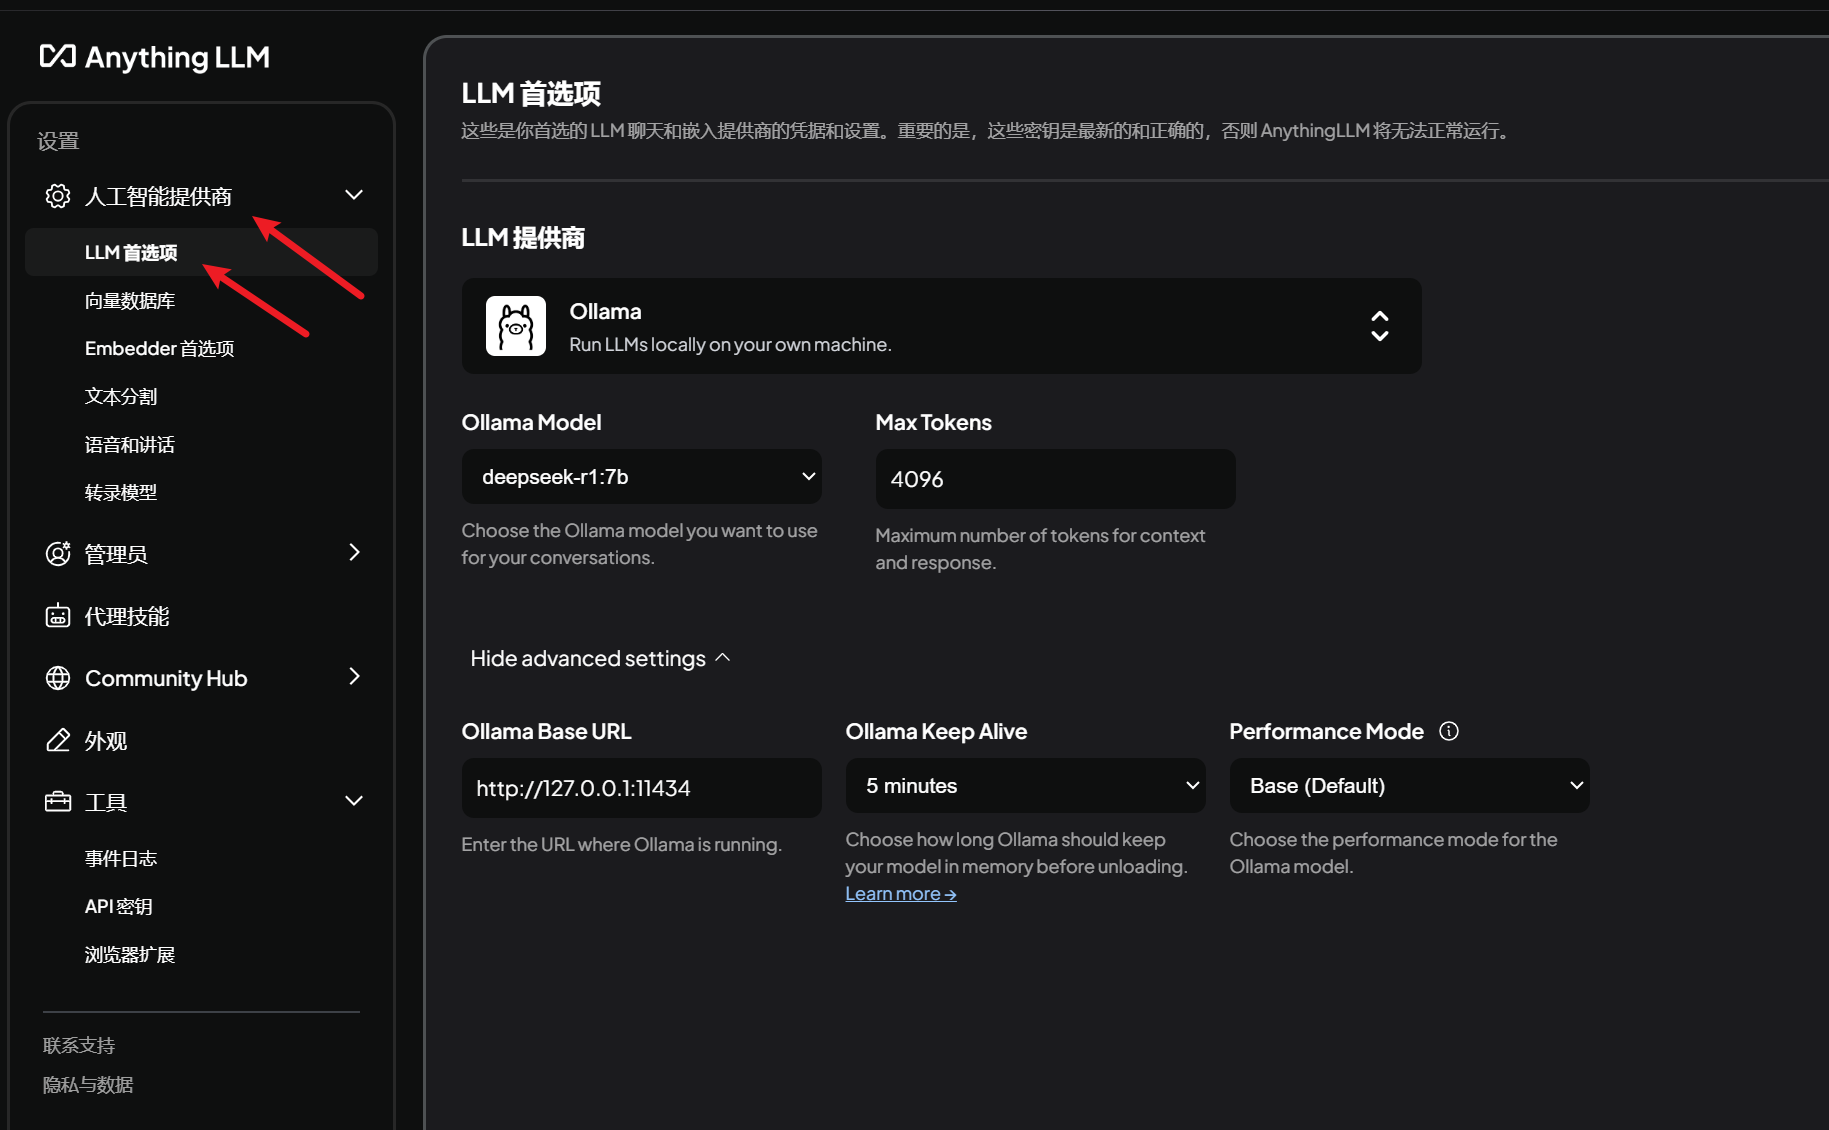 Anything LLM
设置
人工智能提供商
LLM 首选项
向量数据库
Embedder 首选项
文本分割
语音和讲话
转录模型
管理员
代理技能
Community Hub
外观
工具
事件日志
API 密钥
浏览器扩展
联系支持
隐私与数据
LLM 首选项
这些是你首选的 LLM 聊天和嵌入提供商的凭据和设置。重要的是，这些密钥是最新的和正确的，否则 AnythingLLM 将无法正常运行。
LLM 提供商
Ollama
Run LLMs locally on your own machine.
Ollama Model
deepseek-r1:7b
Choose the Ollama model you want to use
for your conversations.
Max Tokens
4096
Maximum number of tokens for context
and response.
Hide advanced settings
Ollama Base URL
http://127.0.0.1:11434
Enter the URL where Ollama is running.
Ollama Keep Alive
5 minutes
Choose how long Ollama should keep
your model in memory before unloading.
Learn more →
Performance Mode
Base (Default)
Choose the performance mode for the
Ollama model.